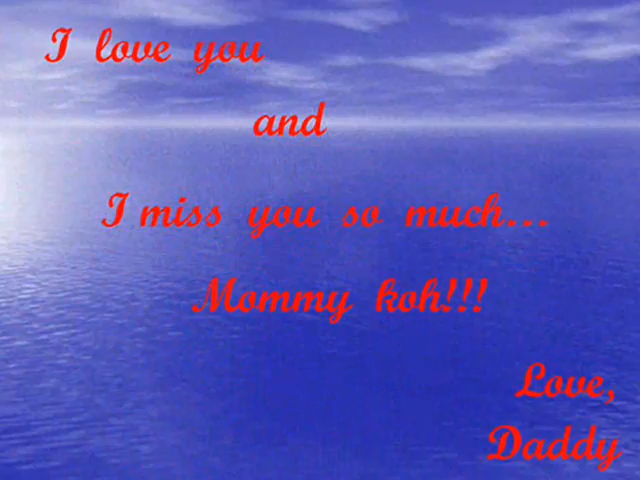 I love you
and
I miss you so much...
Mommy koh!!!
Love,
Daddy